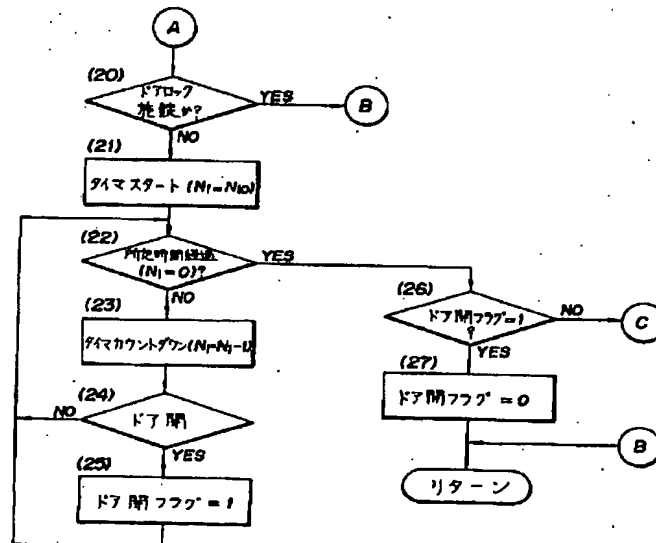 A
(20)
ドアロック
施錠か?
YES
B
NO
(21)
タイマスタート (N1=N10)
(22)
所定時間経過
(N1=0)?
YES
NO
(23)
タイマカウントダウン(N1=N1-1)
(24)
ドア開
NO
YES
(25)
ドア開フラグ=1
(26)
ドア開フラグ=1
?
NO
C
YES
(27)
ドア開フラグ=0
B
リターン